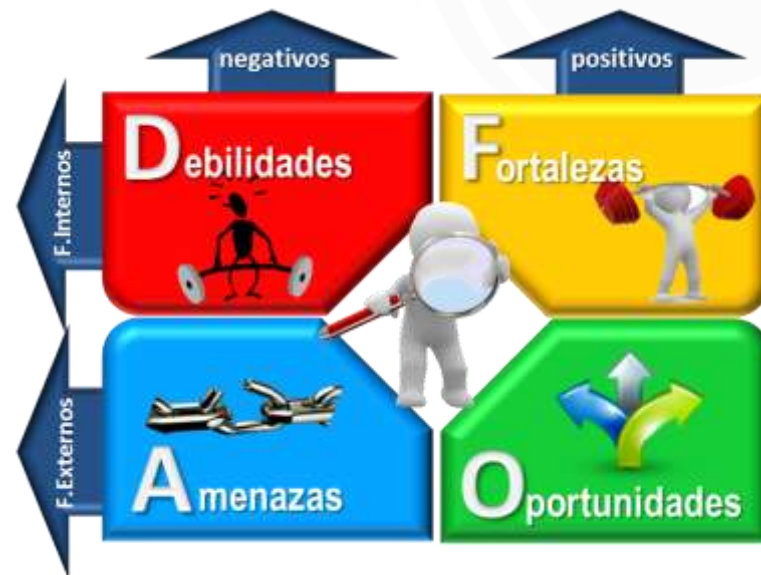 negativos
positivos
F.Internos
Debilidades
Fortalezas
F.Externos
Amenazas
Oportunidades